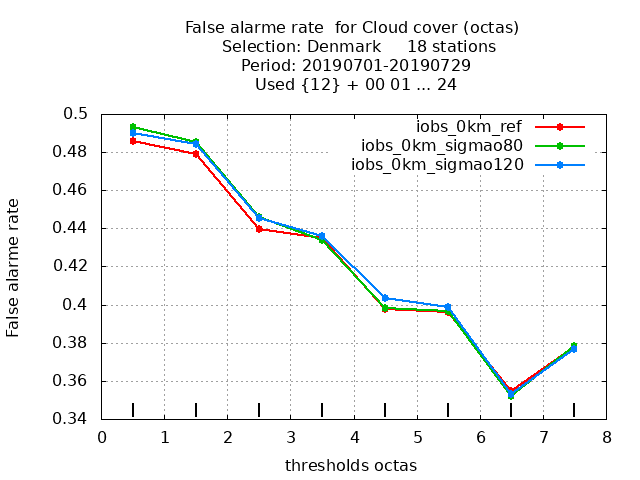 False alarme rate  for Cloud cover (octas)
Selection: Denmark     18 stations
Period: 20190701-20190729
Used {12} + 00 01 ... 24
iobs_0km_ref
iobs_0km_sigmao80
iobs_0km_sigmao120
False alarme rate
0.5
0.48
0.46
0.44
0.42
0.4
0.38
0.36
0.34
0 1 2 3 4 5 6 7 8
thresholds octas